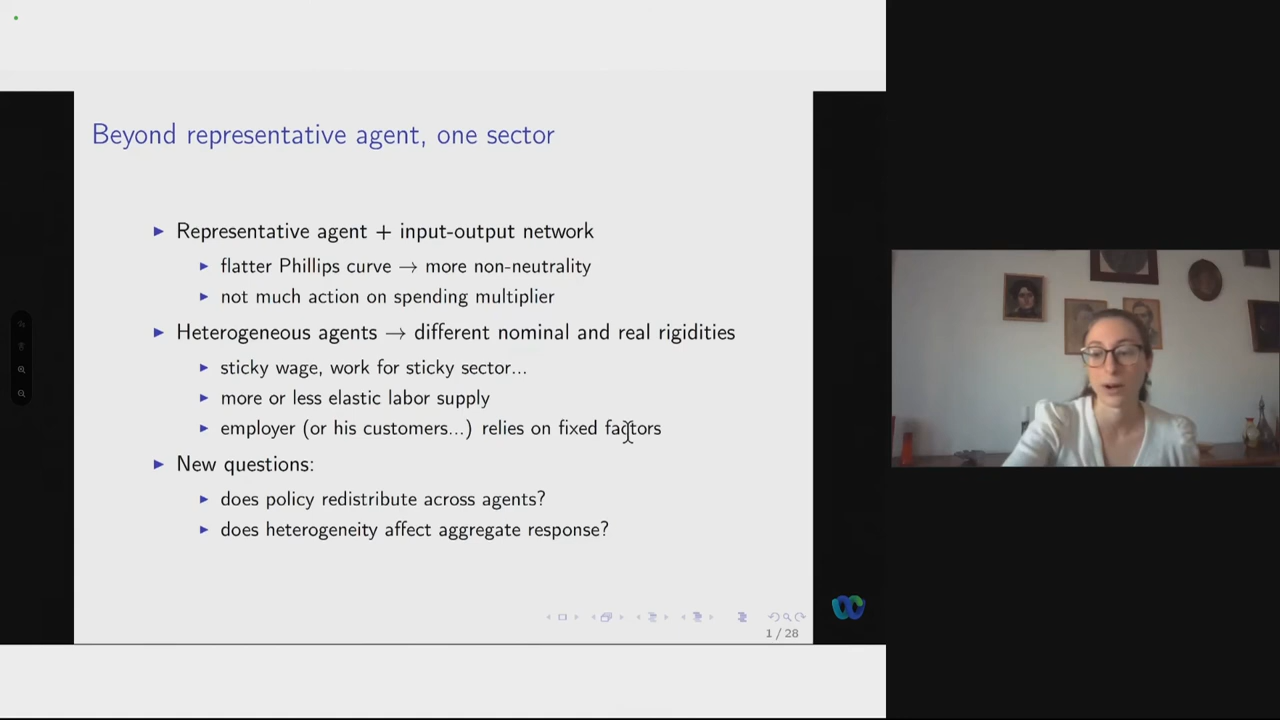 Beyond representative agent, one sector
Representative agent + input-output network
flatter Phillips curve → more non-neutrality
not much action on spending multiplier
Heterogeneous agents → different nominal and real rigidities
sticky wage, work for sticky sector...
more or less elastic labor supply
employer (or his customers...) relies on fixed factors
New questions:
does policy redistribute across agents?
does heterogeneity affect aggregate response?
1 / 28